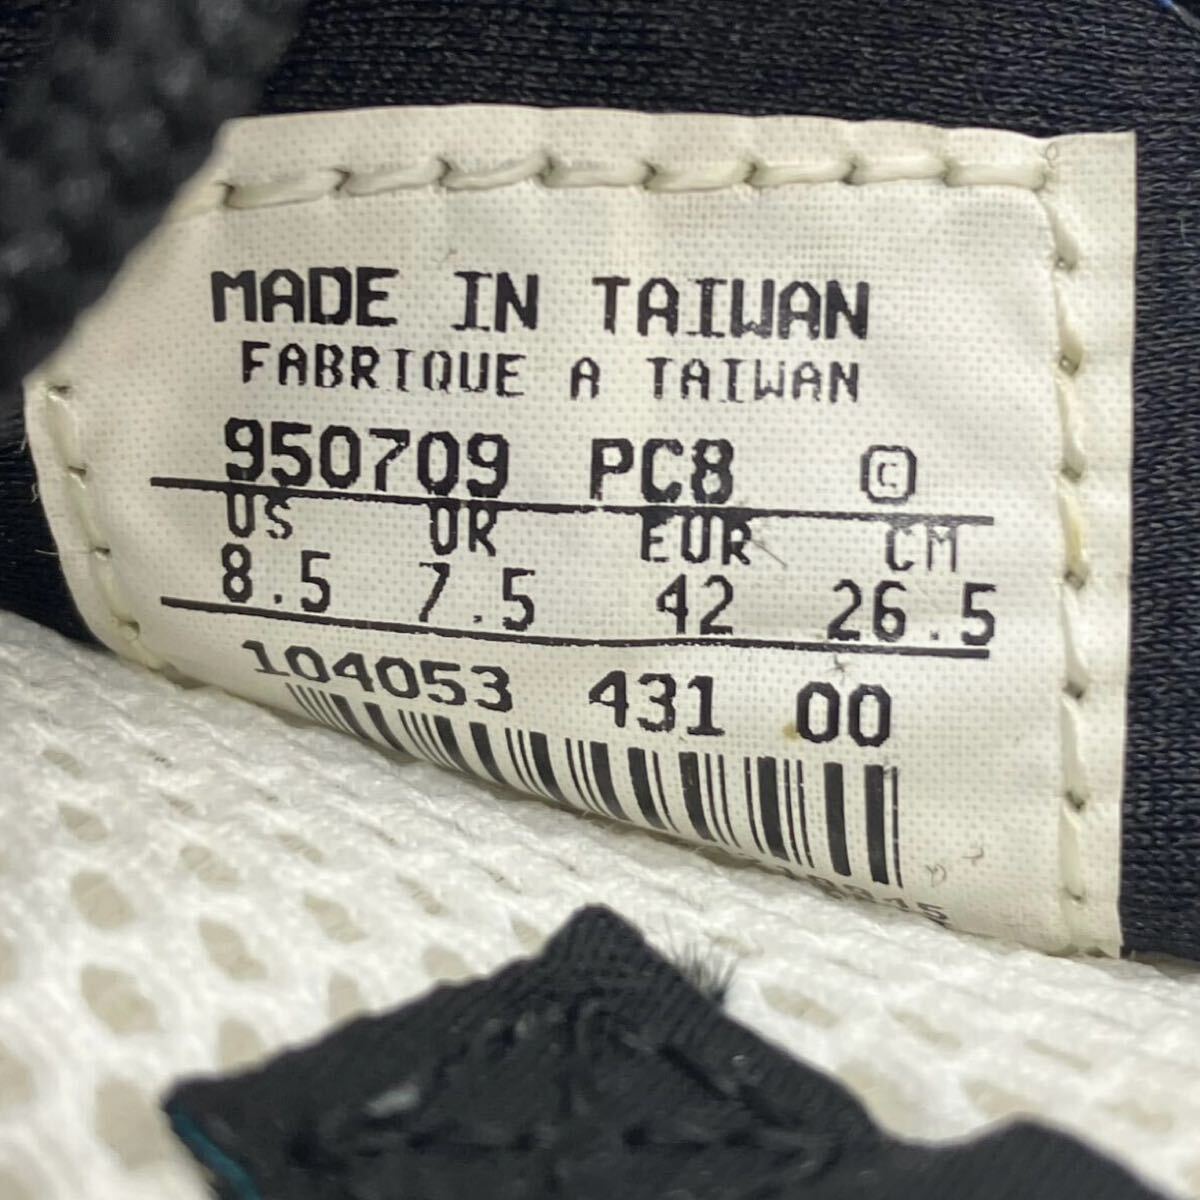 MADE IN TAIWAN
FABRIQUE A TAIWAN
950709 PC8 ©
US UK EUR CM
8.5 7.5 42 26.5
104053 431 00